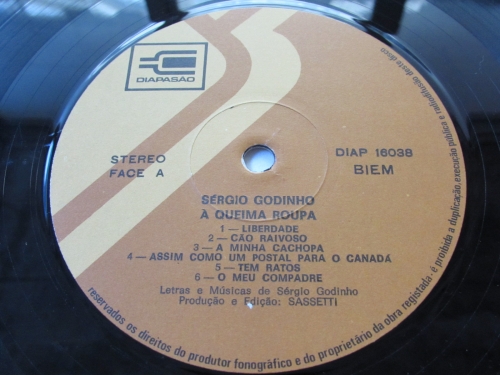 DIAPASÃO
STEREO
FACE A
DIAP 16038
BIEM
SÉRGIO GODINHO
À QUEIMA ROUPA
1 — LIBERDADE
2 — CÃO RAIVOSO
3 — A MINHA CACHOPA
4 — ASSIM COMO UM POSTAL PARA O CANADÁ
5 — TEM RATOS
6 — O MEU COMPADRE
Letras e Músicas de Sérgio Godinho
Produção e Edição: SASSETTI
reservados os direitos do produtor fonográfico e do proprietário da obra registada · é proibida a duplicação, execução pública e radiodifusão deste disco